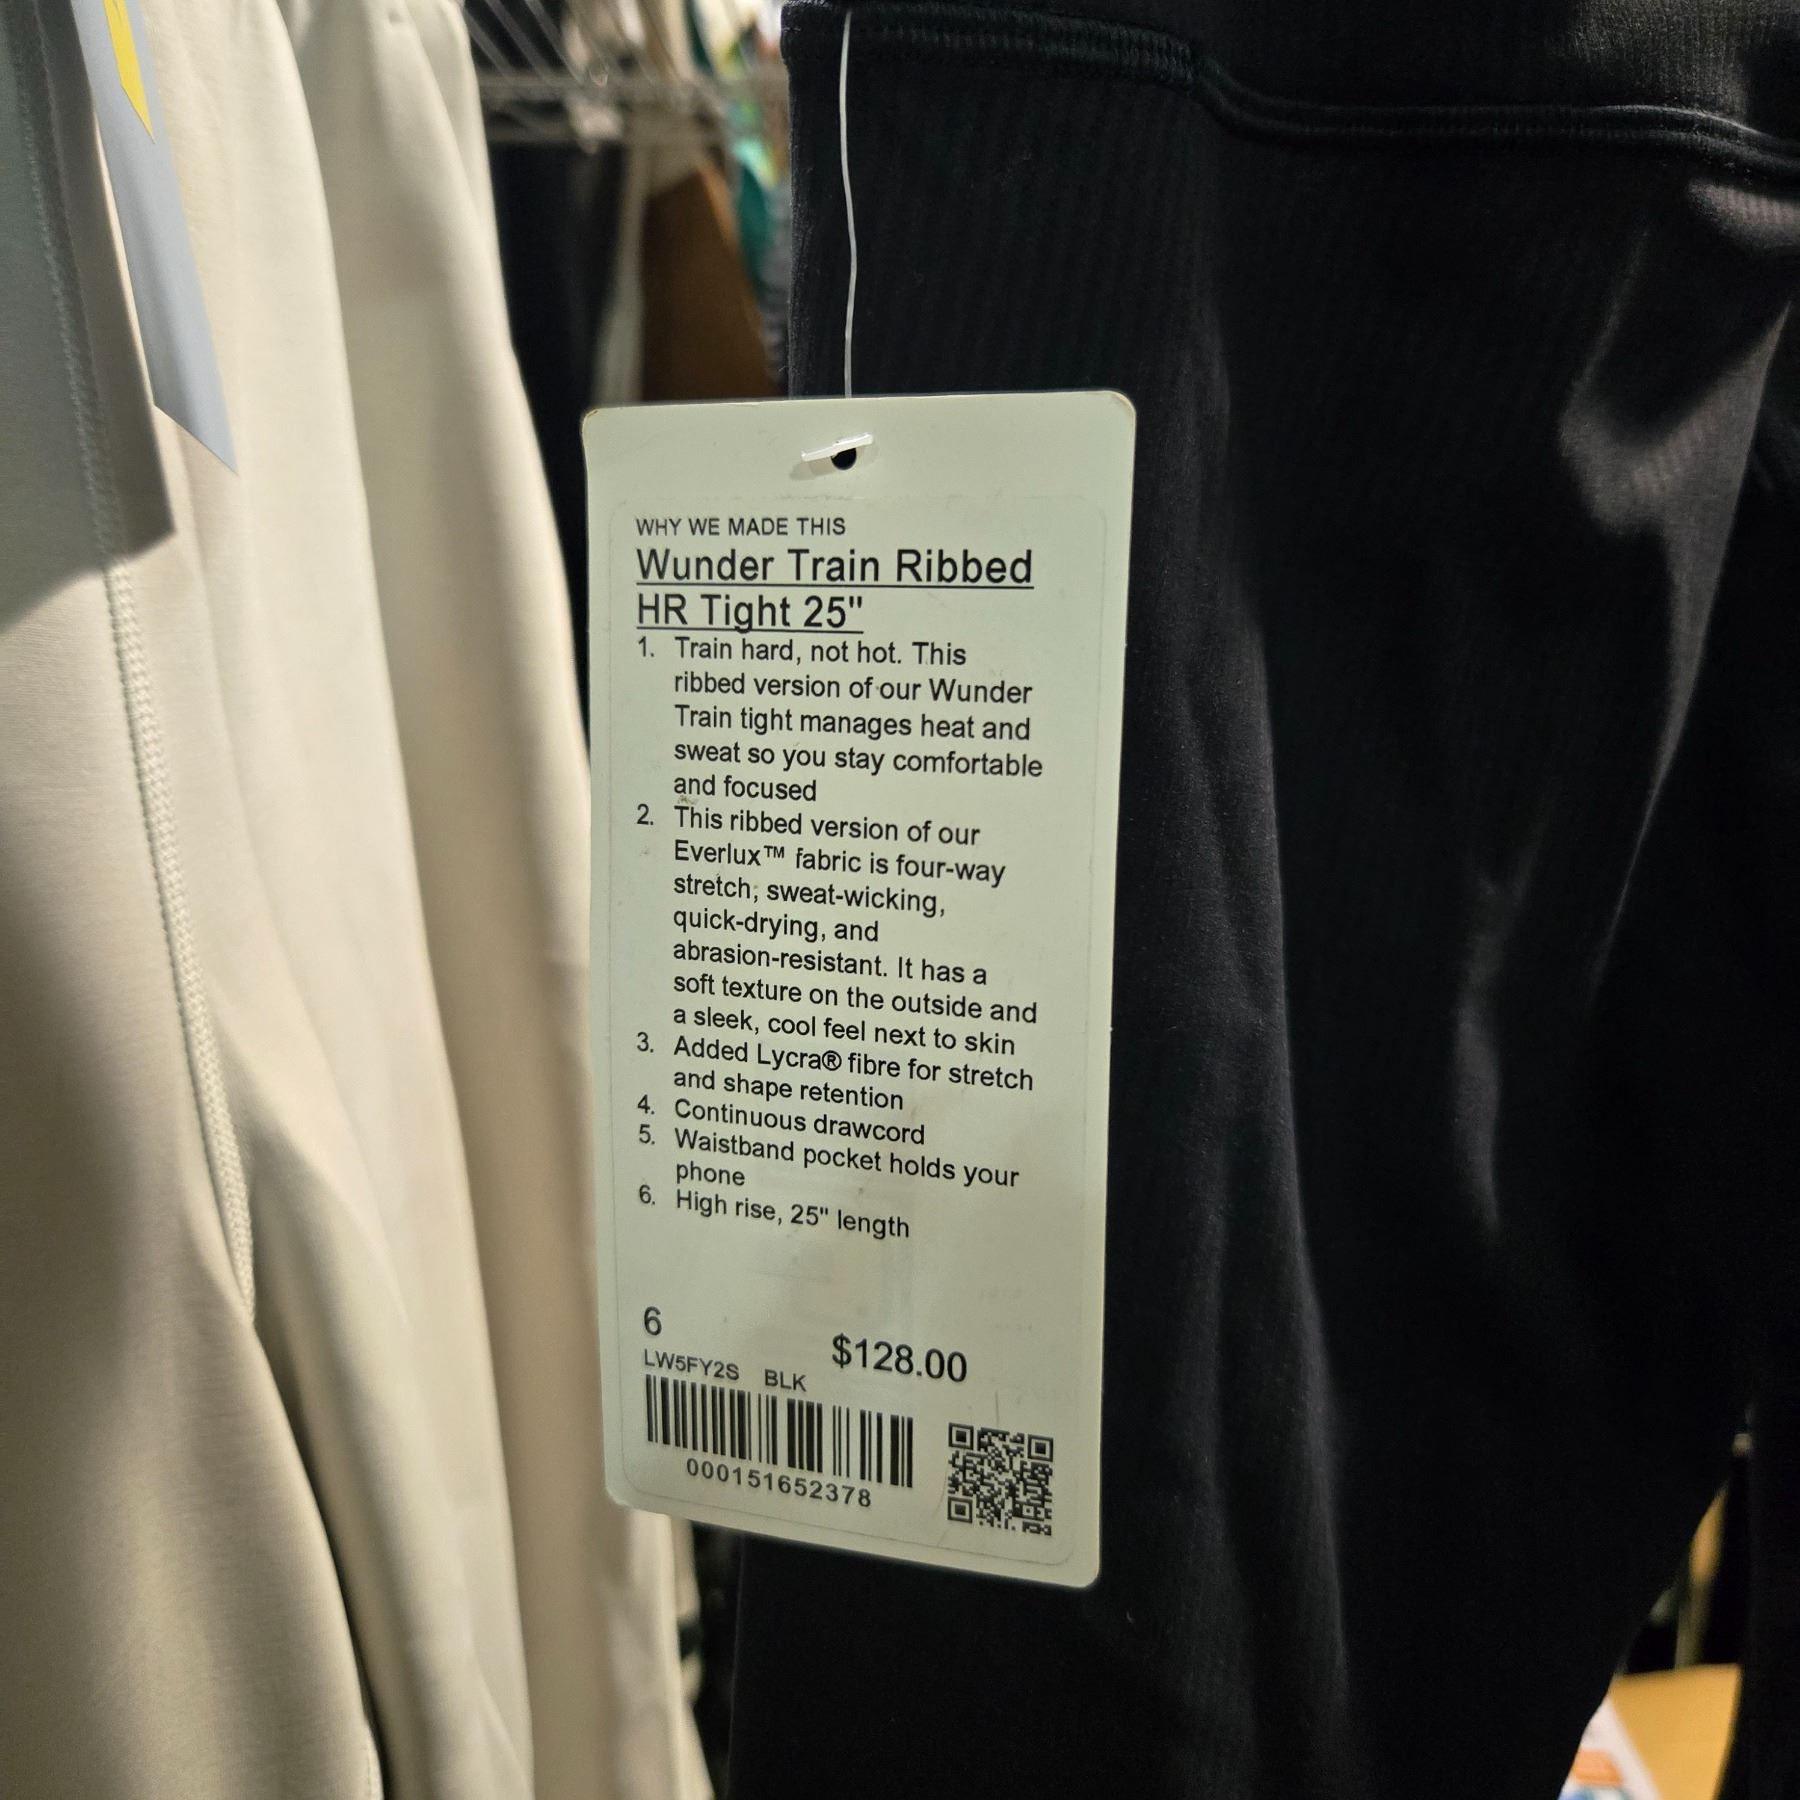 WHY WE MADE THIS
Wunder Train Ribbed
HR Tight 25"
1. Train hard, not hot. This
ribbed version of our Wunder
Train tight manages heat and
sweat so you stay comfortable
and focused
2. This ribbed version of our
Everlux™ fabric is four-way
stretch, sweat-wicking,
quick-drying, and
abrasion-resistant. It has a
soft texture on the outside and
a sleek, cool feel next to skin
3. Added Lycra® fibre for stretch
and shape retention
4. Continuous drawcord
5. Waistband pocket holds your
phone
6. High rise, 25" length
6
$128.00
LW5FY2S BLK
000151652378